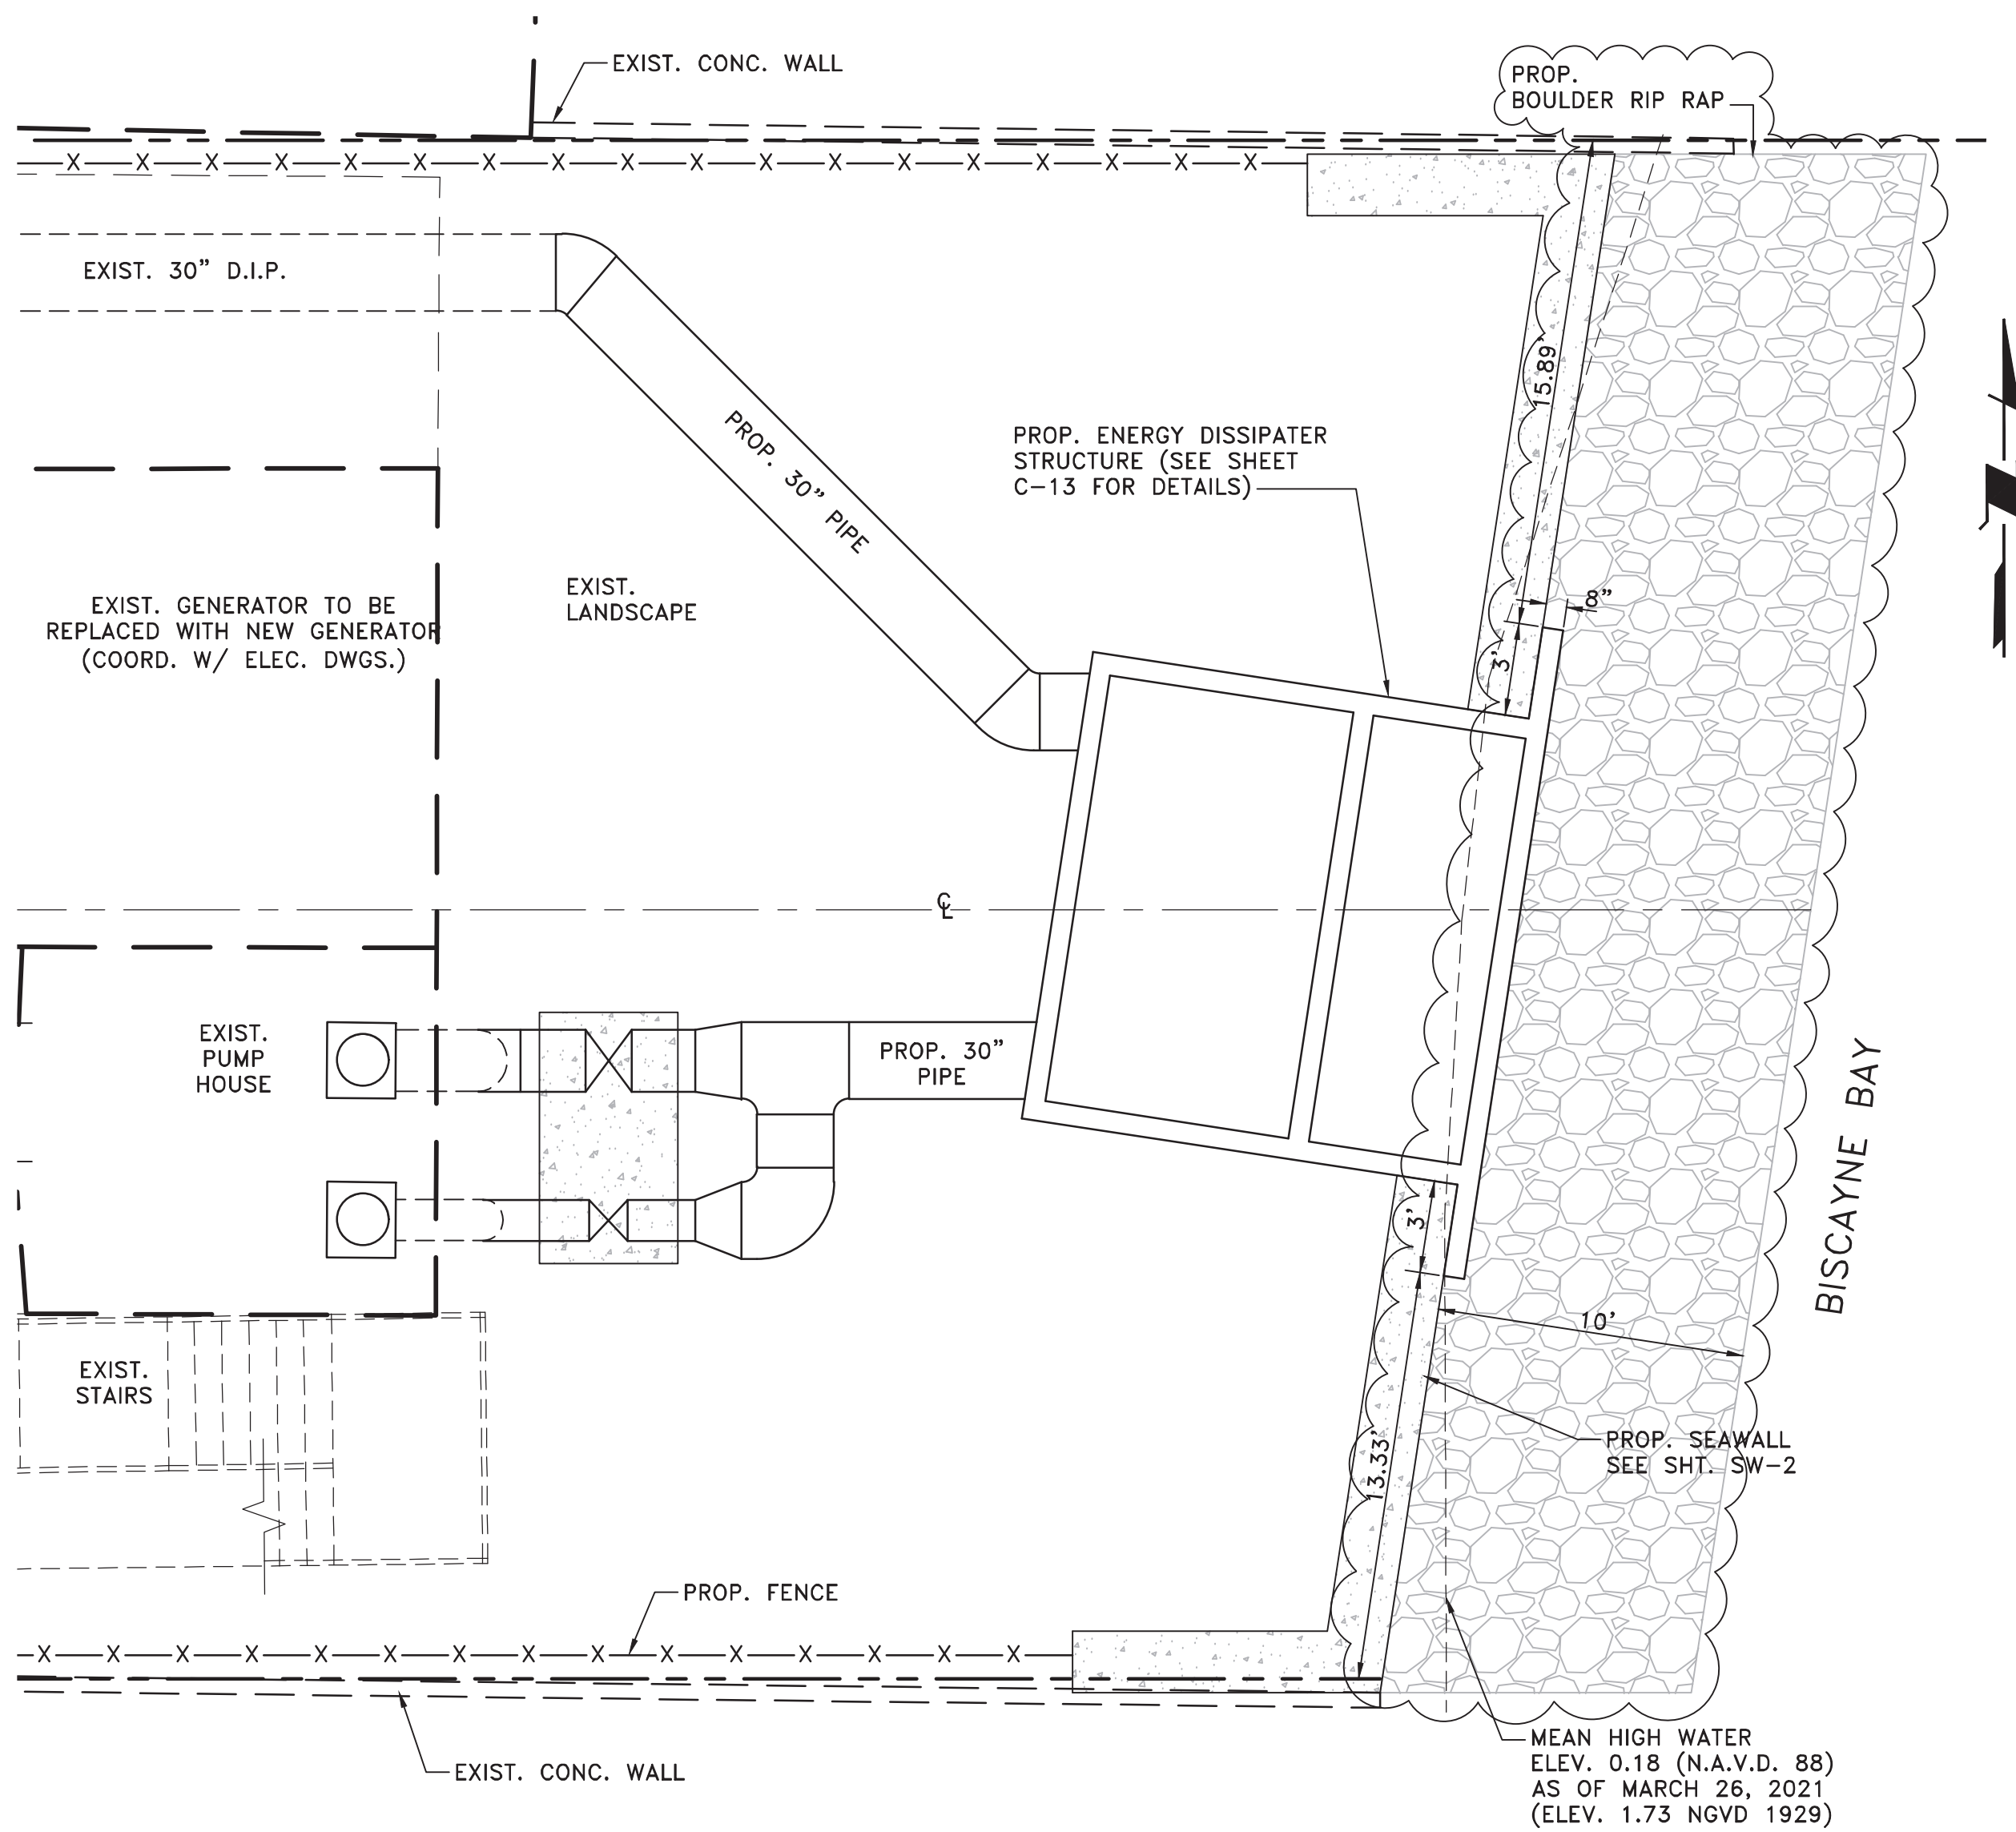 EXIST. CONC. WALL
PROP.
BOULDER RIP RAP
X X X X X X X X X X X X X X X X X X
EXIST. 30” D.I.P.
15.89'
PROP. 30” PIPE
PROP. ENERGY DISSIPATER
STRUCTURE (SEE SHEET
C-13 FOR DETAILS)
EXIST. GENERATOR TO BE
REPLACED WITH NEW GENERATOR
(COORD. W/ ELEC. DWGS.)
EXIST.
LANDSCAPE
8”
3'
℄
EXIST.
PUMP
HOUSE
PROP. 30”
PIPE
BISCAYNE BAY
3'
10'
EXIST.
STAIRS
13.33'
PROP. SEAWALL
SEE SHT. SW-2
PROP. FENCE
X X X X X X X X X X X X X X X
EXIST. CONC. WALL
MEAN HIGH WATER
ELEV. 0.18 (N.A.V.D. 88)
AS OF MARCH 26, 2021
(ELEV. 1.73 NGVD 1929)